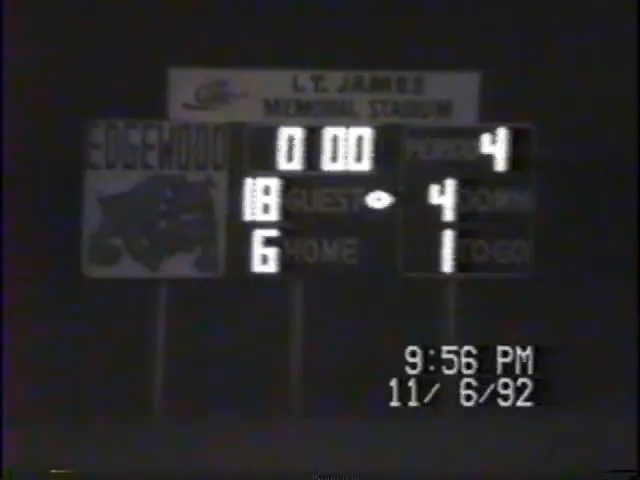 LT. JAMES
MEMORIAL STADIUM
EDGEWOOD
0 00
PERIOD 4
18 GUEST
4 DOWN
6 HOME
1 TO GO
9:56 PM
11/ 6/92